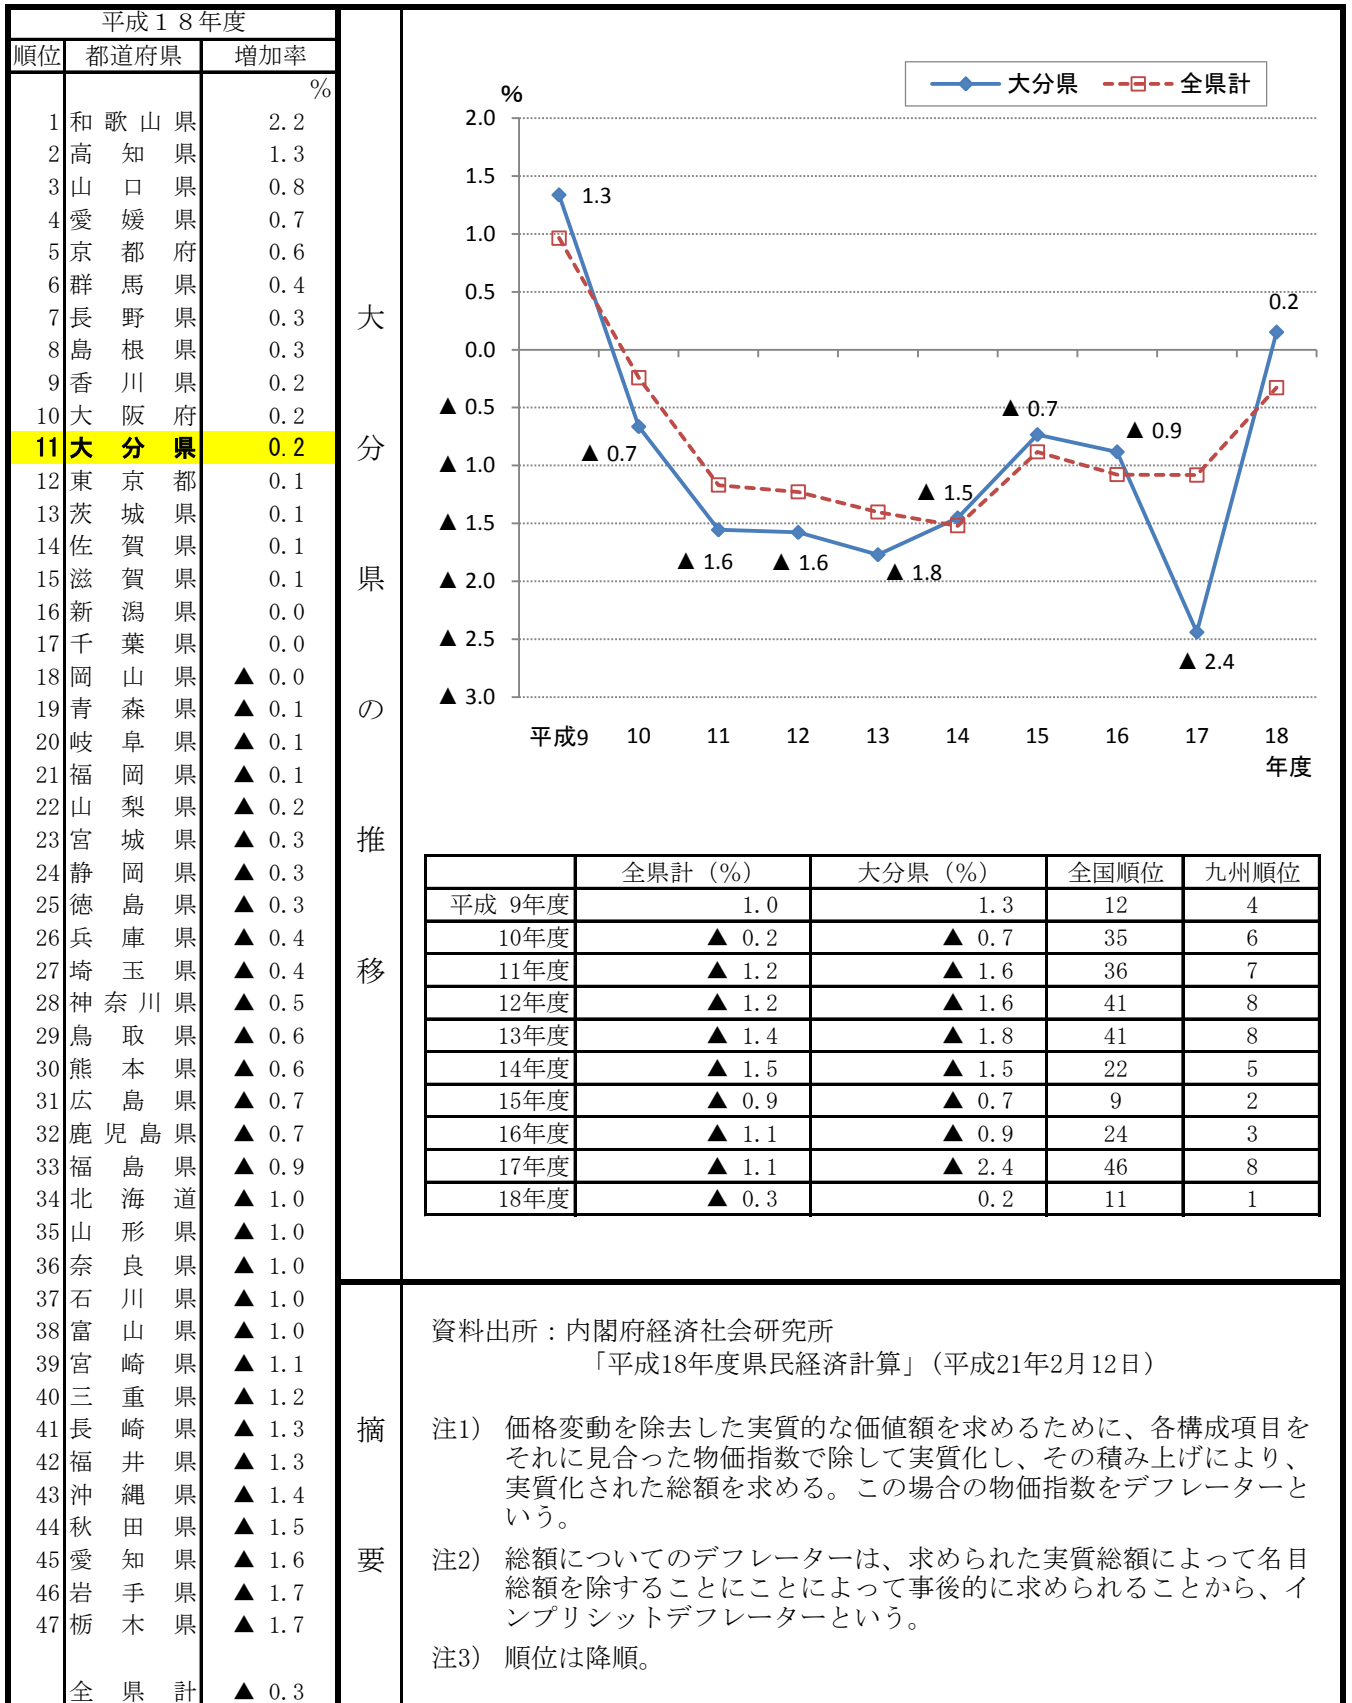 平成１８年度
順位 都道府県 増加率
%
1 和歌山県 2.2
2 高知県 1.3
3 山口県 0.8
4 愛媛県 0.7
5 京都府 0.6
6 群馬県 0.4
7 長野県 0.3
8 島根県 0.3
9 香川県 0.2
10 大阪府 0.2
11 大分県 0.2
12 東京都 0.1
13 茨城県 0.1
14 佐賀県 0.1
15 滋賀県 0.1
16 新潟県 0.0
17 千葉県 0.0
18 岡山県 ▲ 0.0
19 青森県 ▲ 0.1
20 岐阜県 ▲ 0.1
21 福岡県 ▲ 0.1
22 山梨県 ▲ 0.2
23 宮城県 ▲ 0.3
24 静岡県 ▲ 0.3
25 徳島県 ▲ 0.3
26 兵庫県 ▲ 0.4
27 埼玉県 ▲ 0.4
28 神奈川県 ▲ 0.5
29 鳥取県 ▲ 0.6
30 熊本県 ▲ 0.6
31 広島県 ▲ 0.7
32 鹿児島県 ▲ 0.7
33 福島県 ▲ 0.9
34 北海道 ▲ 1.0
35 山形県 ▲ 1.0
36 奈良県 ▲ 1.0
37 石川県 ▲ 1.0
38 富山県 ▲ 1.0
39 宮崎県 ▲ 1.1
40 三重県 ▲ 1.2
41 長崎県 ▲ 1.3
42 福井県 ▲ 1.3
43 沖縄県 ▲ 1.4
44 秋田県 ▲ 1.5
45 愛知県 ▲ 1.6
46 岩手県 ▲ 1.7
47 栃木県 ▲ 1.7
全県計 ▲ 0.3
大分県の推移
大分県 全県計
%
2.0
1.5
1.0
0.5
0.0
▲ 0.5
▲ 1.0
▲ 1.5
▲ 2.0
▲ 2.5
▲ 3.0
1.3
▲ 0.7
▲ 1.6
▲ 1.6
▲ 1.8
▲ 1.5
▲ 0.7
▲ 0.9
▲ 2.4
0.2
平成9 10 11 12 13 14 15 16 17 18
年度
全県計（%） 大分県（%） 全国順位 九州順位
平成 9年度 1.0 1.3 12 4
10年度 ▲ 0.2 ▲ 0.7 35 6
11年度 ▲ 1.2 ▲ 1.6 36 7
12年度 ▲ 1.2 ▲ 1.6 41 8
13年度 ▲ 1.4 ▲ 1.8 41 8
14年度 ▲ 1.5 ▲ 1.5 22 5
15年度 ▲ 0.9 ▲ 0.7 9 2
16年度 ▲ 1.1 ▲ 0.9 24 3
17年度 ▲ 1.1 ▲ 2.4 46 8
18年度 ▲ 0.3 0.2 11 1
摘要
資料出所：内閣府経済社会研究所
「平成18年度県民経済計算」（平成21年2月12日）
注1） 価格変動を除去した実質的な価値額を求めるために、各構成項目を
それに見合った物価指数で除して実質化し、その積み上げにより、
実質化された総額を求める。この場合の物価指数をデフレーターと
いう。
注2） 総額についてのデフレーターは、求められた実質総額によって名目
総額を除することにことによって事後的に求められることから、イ
ンプリシットデフレーターという。
注3） 順位は降順。